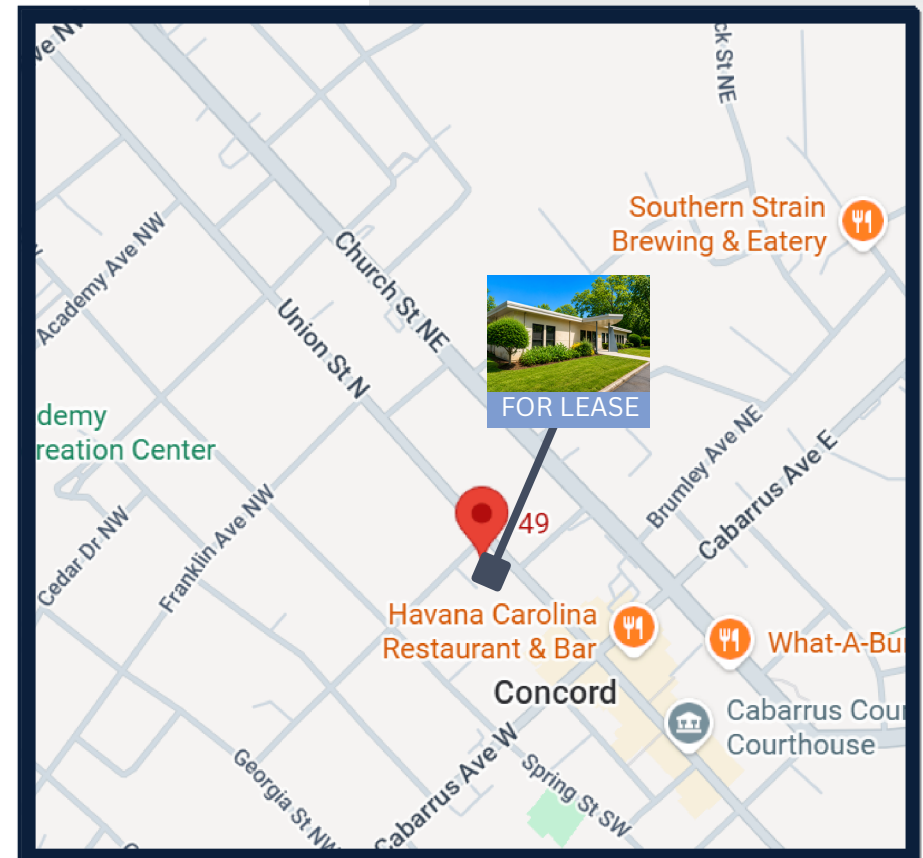 ve N
ck St NE
Southern Strain
Brewing & Eatery
Academy Ave NW
Church St NE
Union St N
FOR LEASE
demy
reation Center
Brumley Ave NE
Cabarrus Ave E
49
Cedar Dr NW
Franklin Ave NW
Havana Carolina
Restaurant & Bar
What-A-Bu
Concord
Cabarrus Cou
Courthouse
Georgia St NW
Cabarrus Ave W
Spring St SW